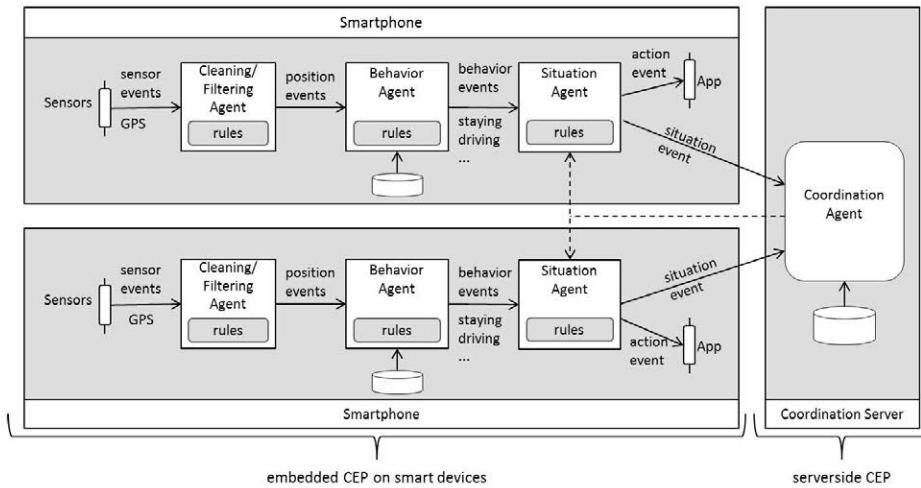 Smartphone
Sensors
sensor
events
GPS
Cleaning/
Filtering
Agent
rules
position
events
Behavior
Agent
rules
behavior
events
staying
driving
...
Situation
Agent
rules
action
event
App
situation
event
Sensors
sensor
events
GPS
Cleaning/
Filtering
Agent
rules
position
events
Behavior
Agent
rules
behavior
events
staying
driving
...
Situation
Agent
rules
situation
event
action
event
App
Smartphone
Coordination
Agent
Coordination Server
embedded CEP on smart devices
serverside CEP